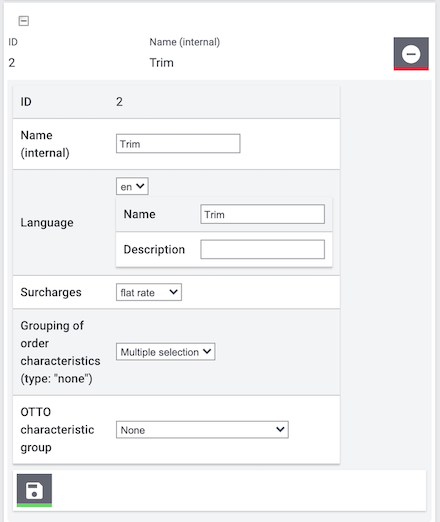 ID Name (internal)
2 Trim
ID 2
Name
(internal) Trim
en
Language
Name Trim
Description
Surcharges flat rate
Grouping of
order
characteristics
(type: "none") Multiple selection
OTTO
characteristic
group None